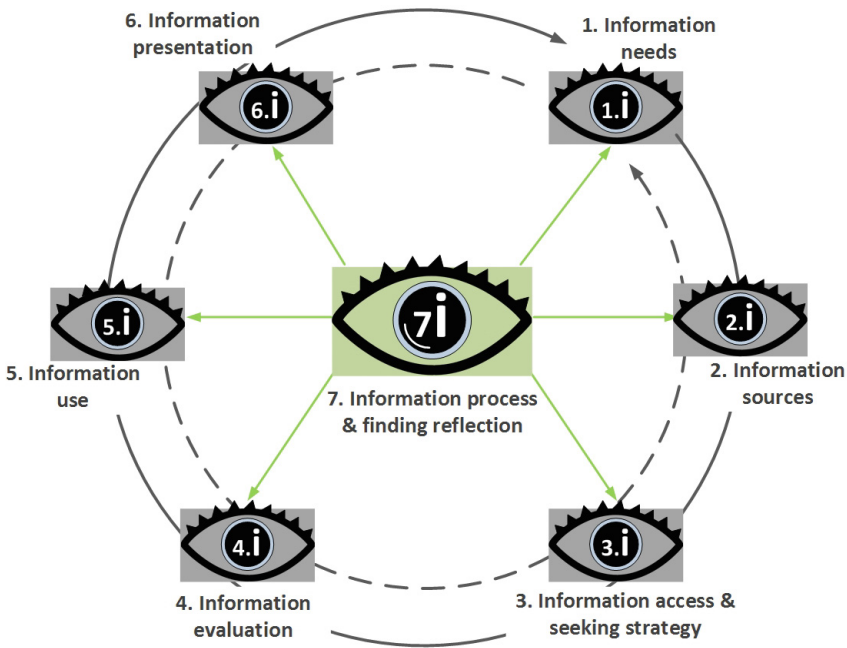 6. Information
presentation
1. Information
needs
6.i
1.i
7i
5.i
2.i
5. Information
use
2. Information
sources
7. Information process
& finding reflection
4.i
3.i
4. Information
evaluation
3. Information access &
seeking strategy